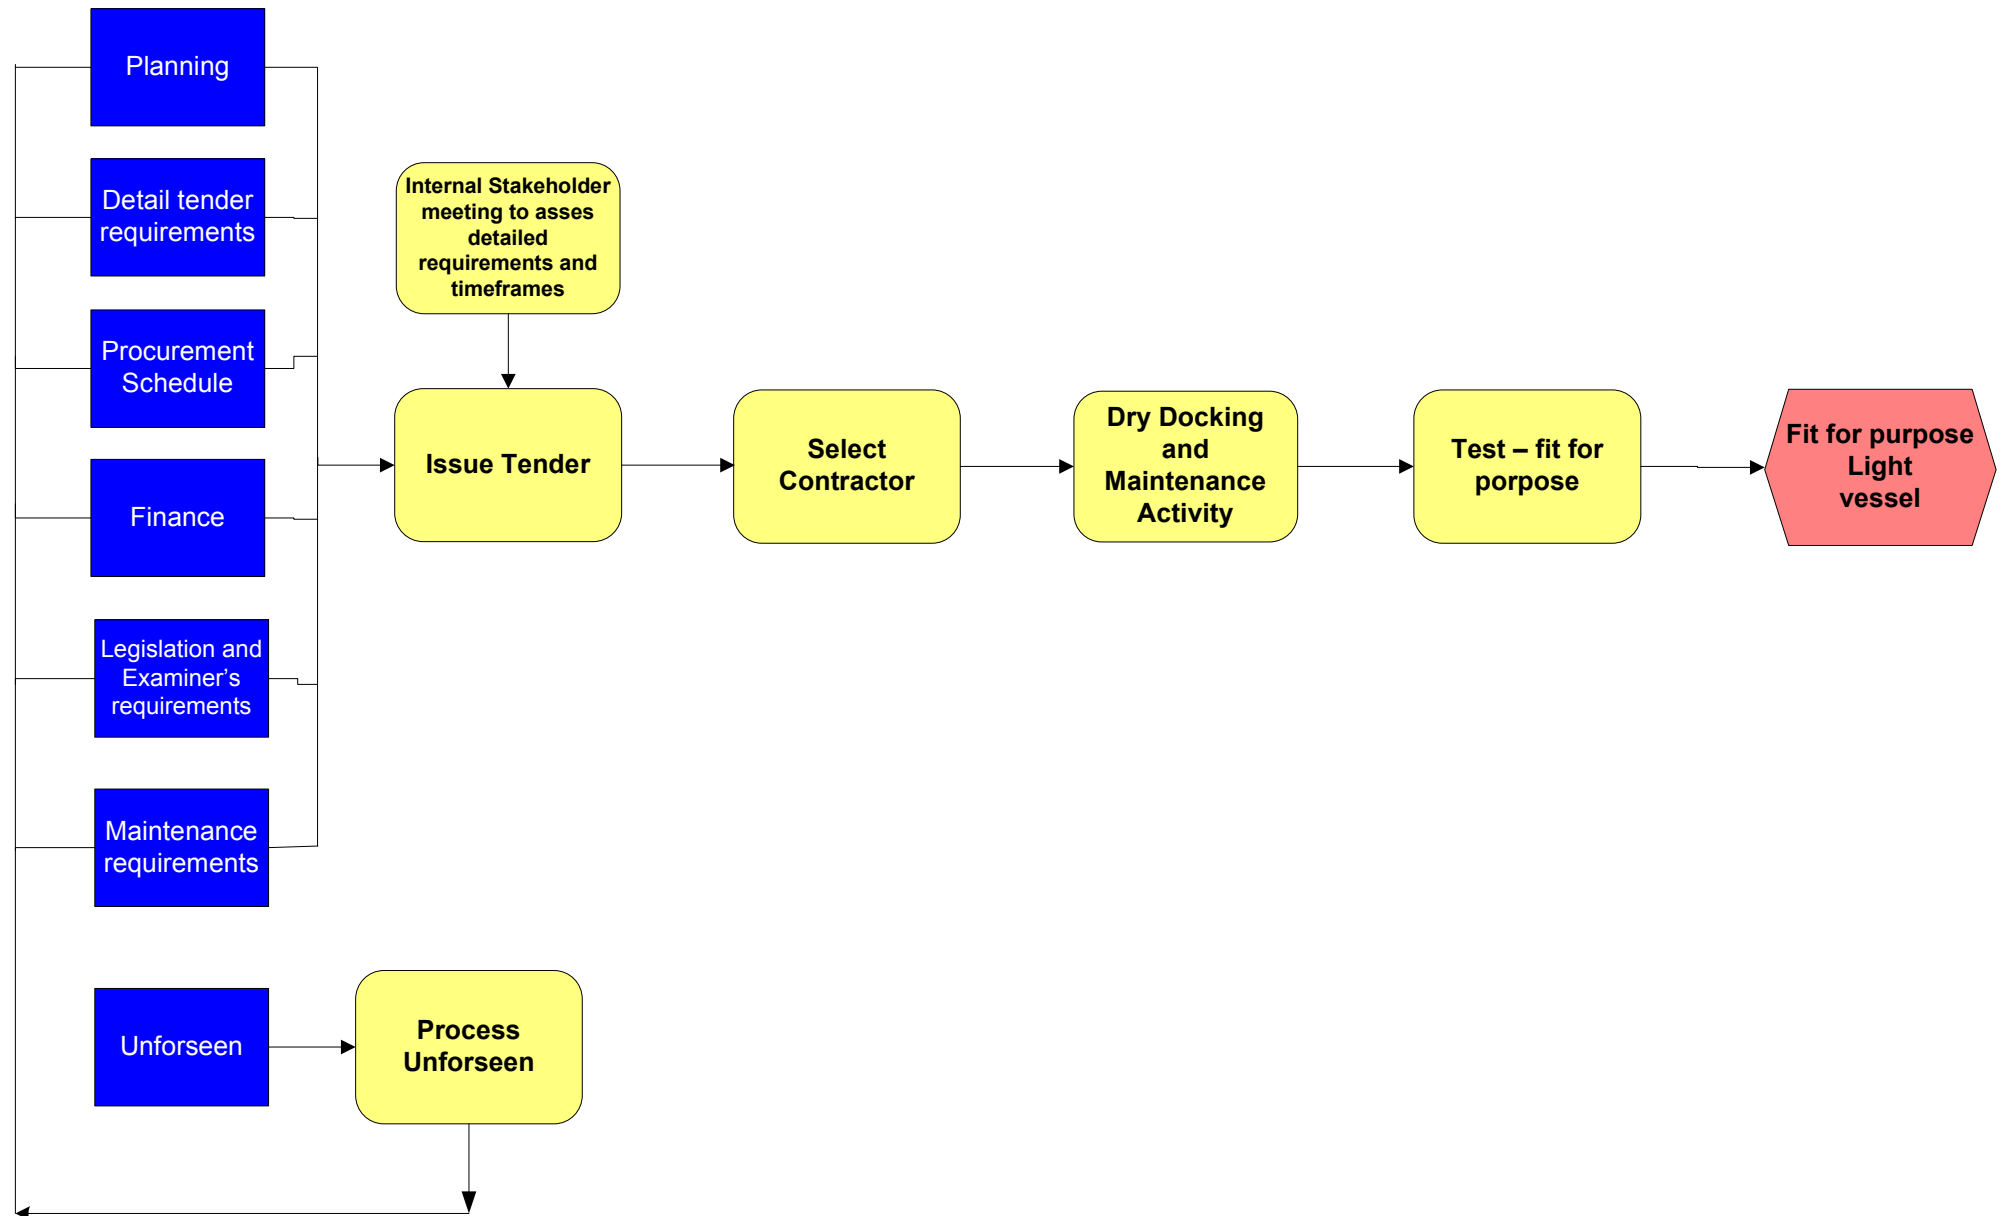 Planning
Detail tender
requirements
Procurement
Schedule
Finance
Legislation and
Examiner’s
requirements
Maintenance
requirements
Unforseen
Internal Stakeholder
meeting to asses
detailed
requirements and
timeframes
Issue Tender
Select
Contractor
Dry Docking
and
Maintenance
Activity
Test – fit for
porpose
Fit for purpose
Light
vessel
Process
Unforseen